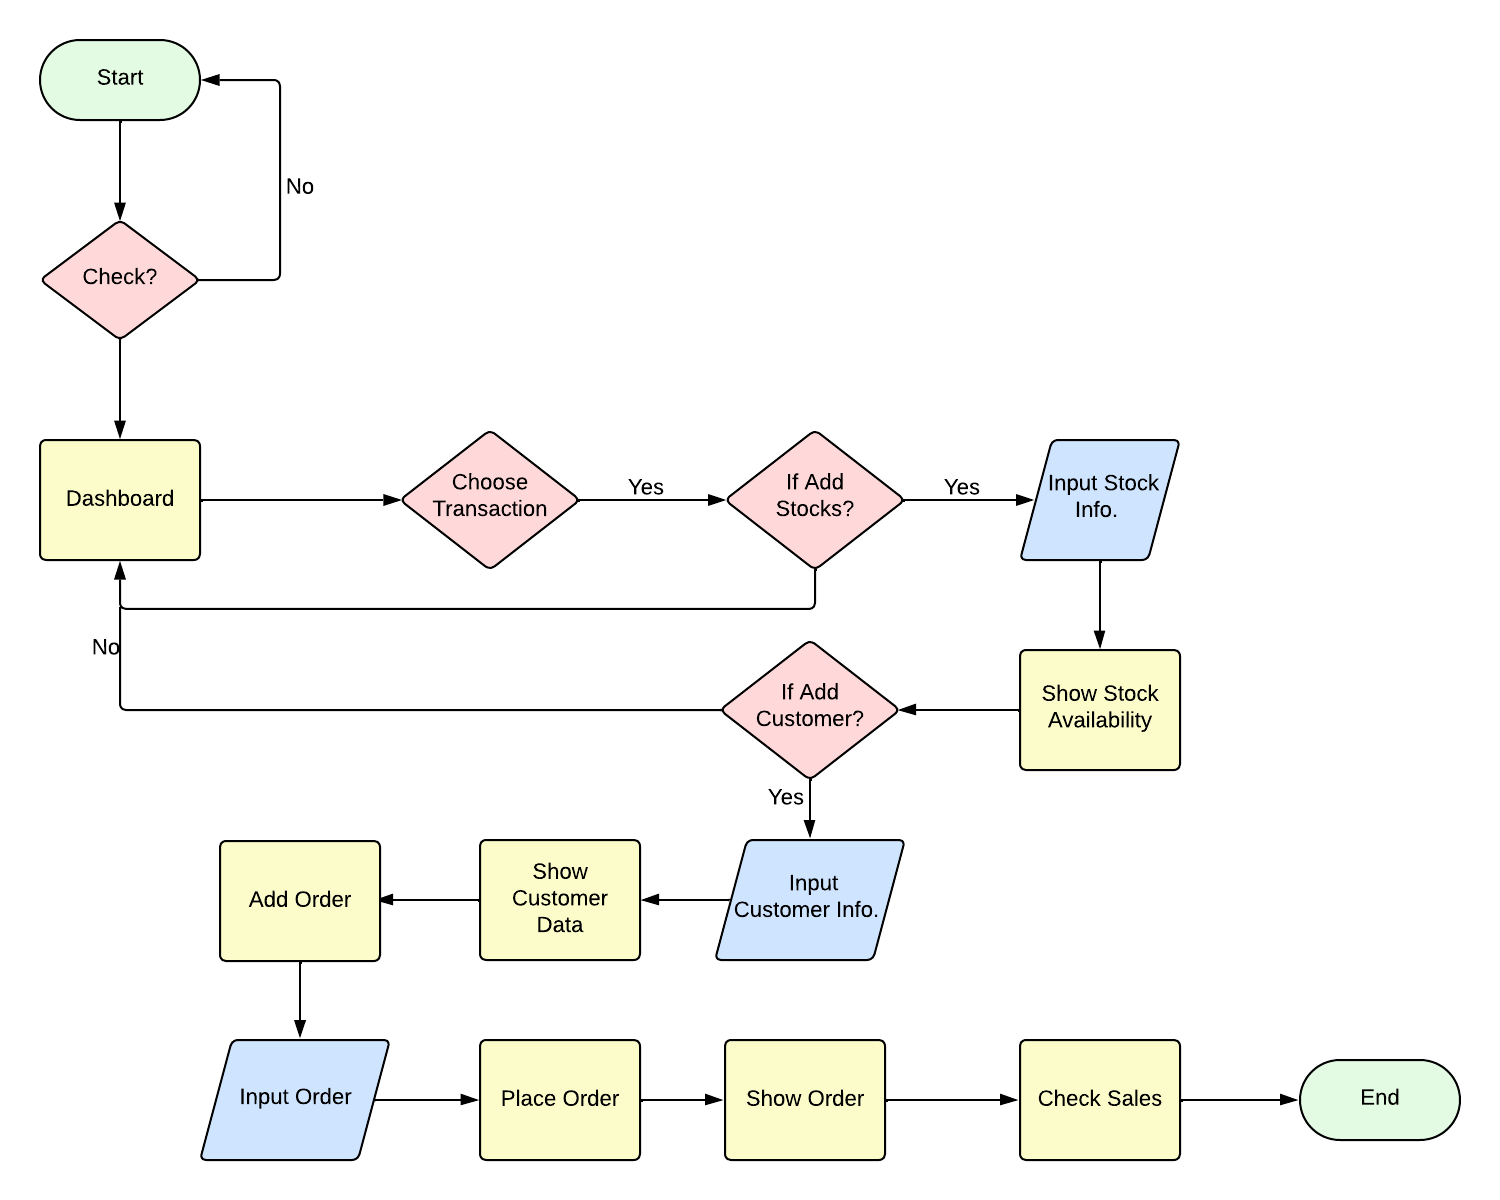 Start
No
Check?
Dashboard
Choose
Transaction
Yes
If Add
Stocks?
Yes
Input Stock
Info.
No
If Add
Customer?
Show Stock
Availability
Yes
Add Order
Show
Customer
Data
Input
Customer Info.
Input Order
Place Order
Show Order
Check Sales
End